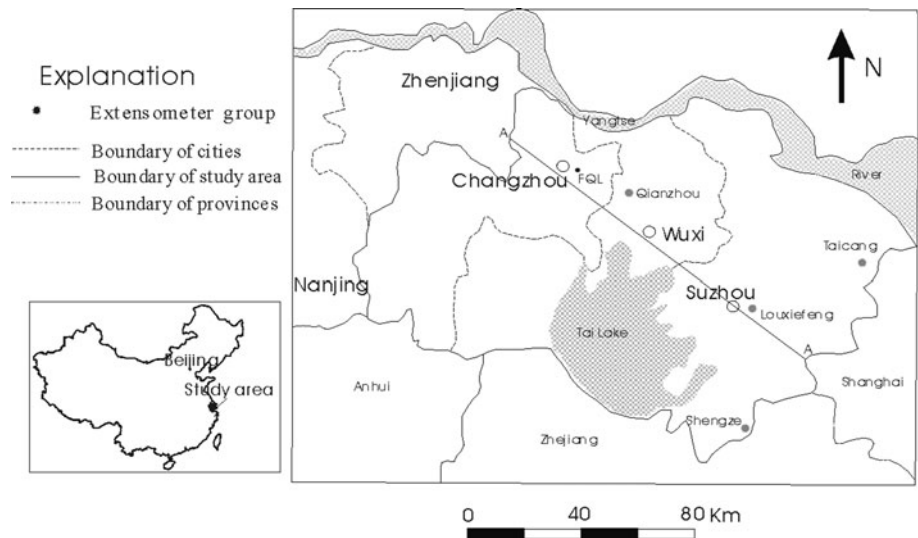 Explanation
Extensometer group
Boundary of cities
Boundary of study area
Boundary of provinces
Beijing
Study area
N
Zhenjiang
Yangtse
A
Changzhou
FQL
River
Qianzhou
Wuxi
Taicang
Nanjing
Suzhou
Louxiefeng
Tai Lake
A
Anhui
Shanghai
Shengze
Zhejiang
0 40 80 Km